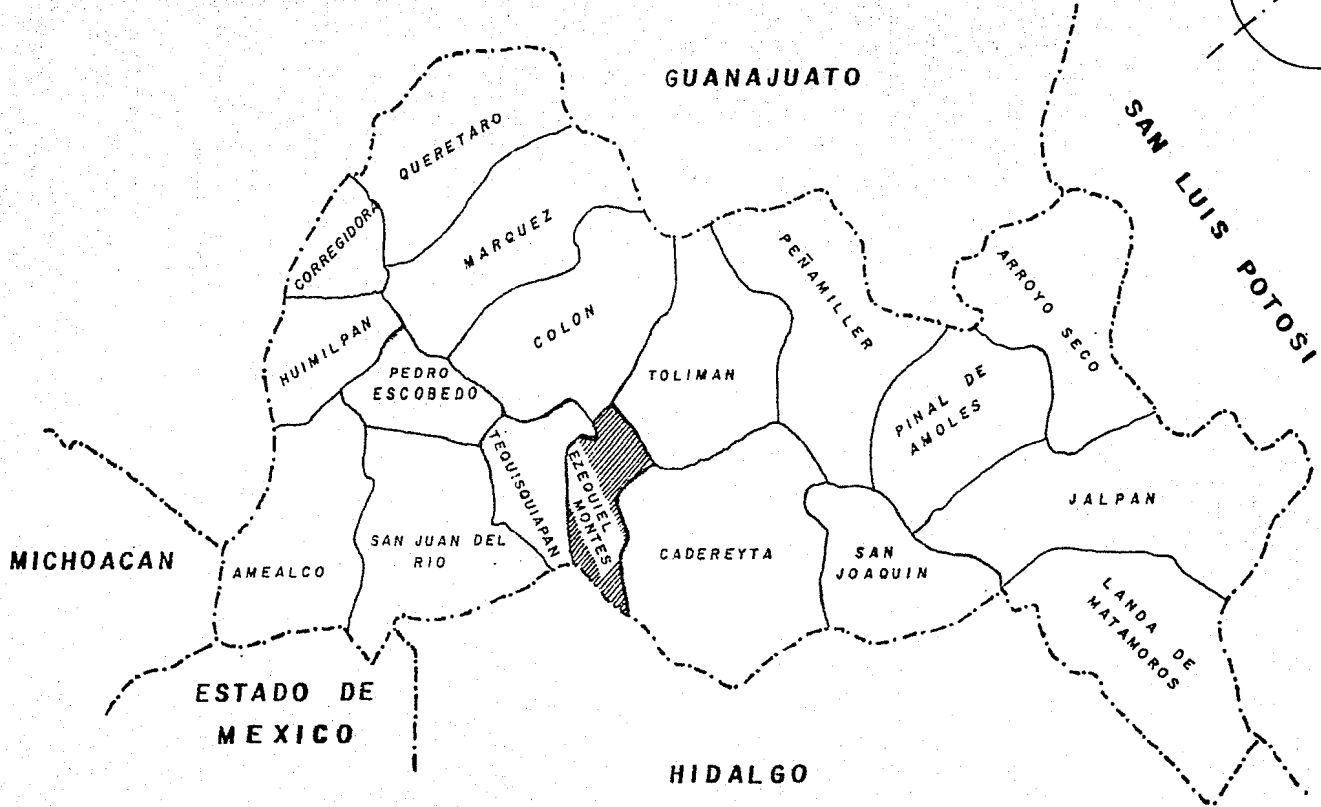 GUANAJUATO
SAN LUIS POTOSI
QUERETARO
CORREGIDORA
MARQUEZ
PEÑAMILLER
ARROYO SECO
HUIMILPAN
COLON
PEDRO
ESCOBEDO
TOLIMAN
PINAL DE
AMOLES
TEQUISQUIAPAN
EZEQUIEL
MONTES
JALPAN
MICHOACAN
AMEALCO
SAN JUAN DEL
RIO
CADEREYTA
SAN
JOAQUIN
LANDA DE
MATAMOROS
ESTADO DE
MEXICO
HIDALGO